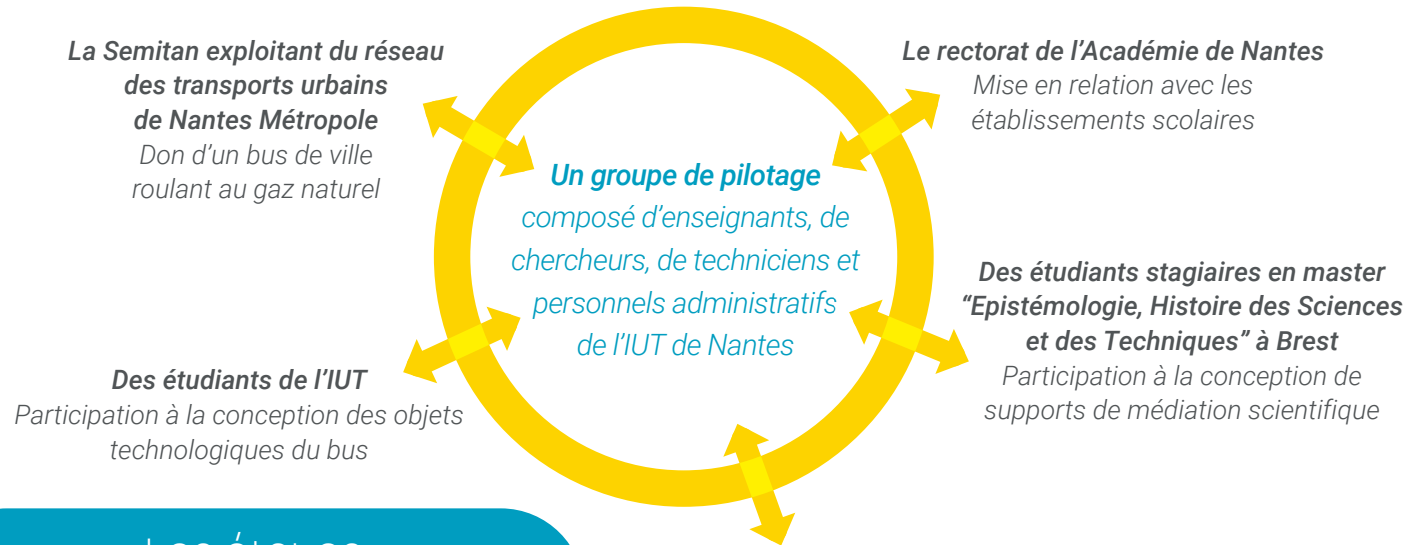 La Semitan exploitant du réseau
des transports urbains
de Nantes Métropole
Don d’un bus de ville
roulant au gaz naturel
Le rectorat de l’Académie de Nantes
Mise en relation avec les
établissements scolaires
Un groupe de pilotage
composé d’enseignants, de
chercheurs, de techniciens et
personnels administratifs
de l’IUT de Nantes
Des étudiants de l’IUT
Participation à la conception des objets
technologiques du bus
Des étudiants stagiaires en master
“Epistémologie, Histoire des Sciences
et des Techniques” à Brest
Participation à la conception de
supports de médiation scientifique